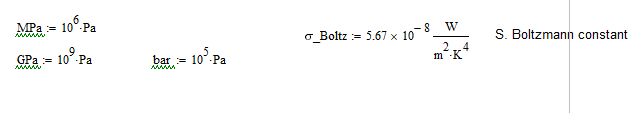 MPa := 10^6·Pa
σ_Boltz := 5.67 × 10^−8 W/(m^2·K^4) S. Boltzmann constant
GPa := 10^9·Pa bar := 10^5·Pa